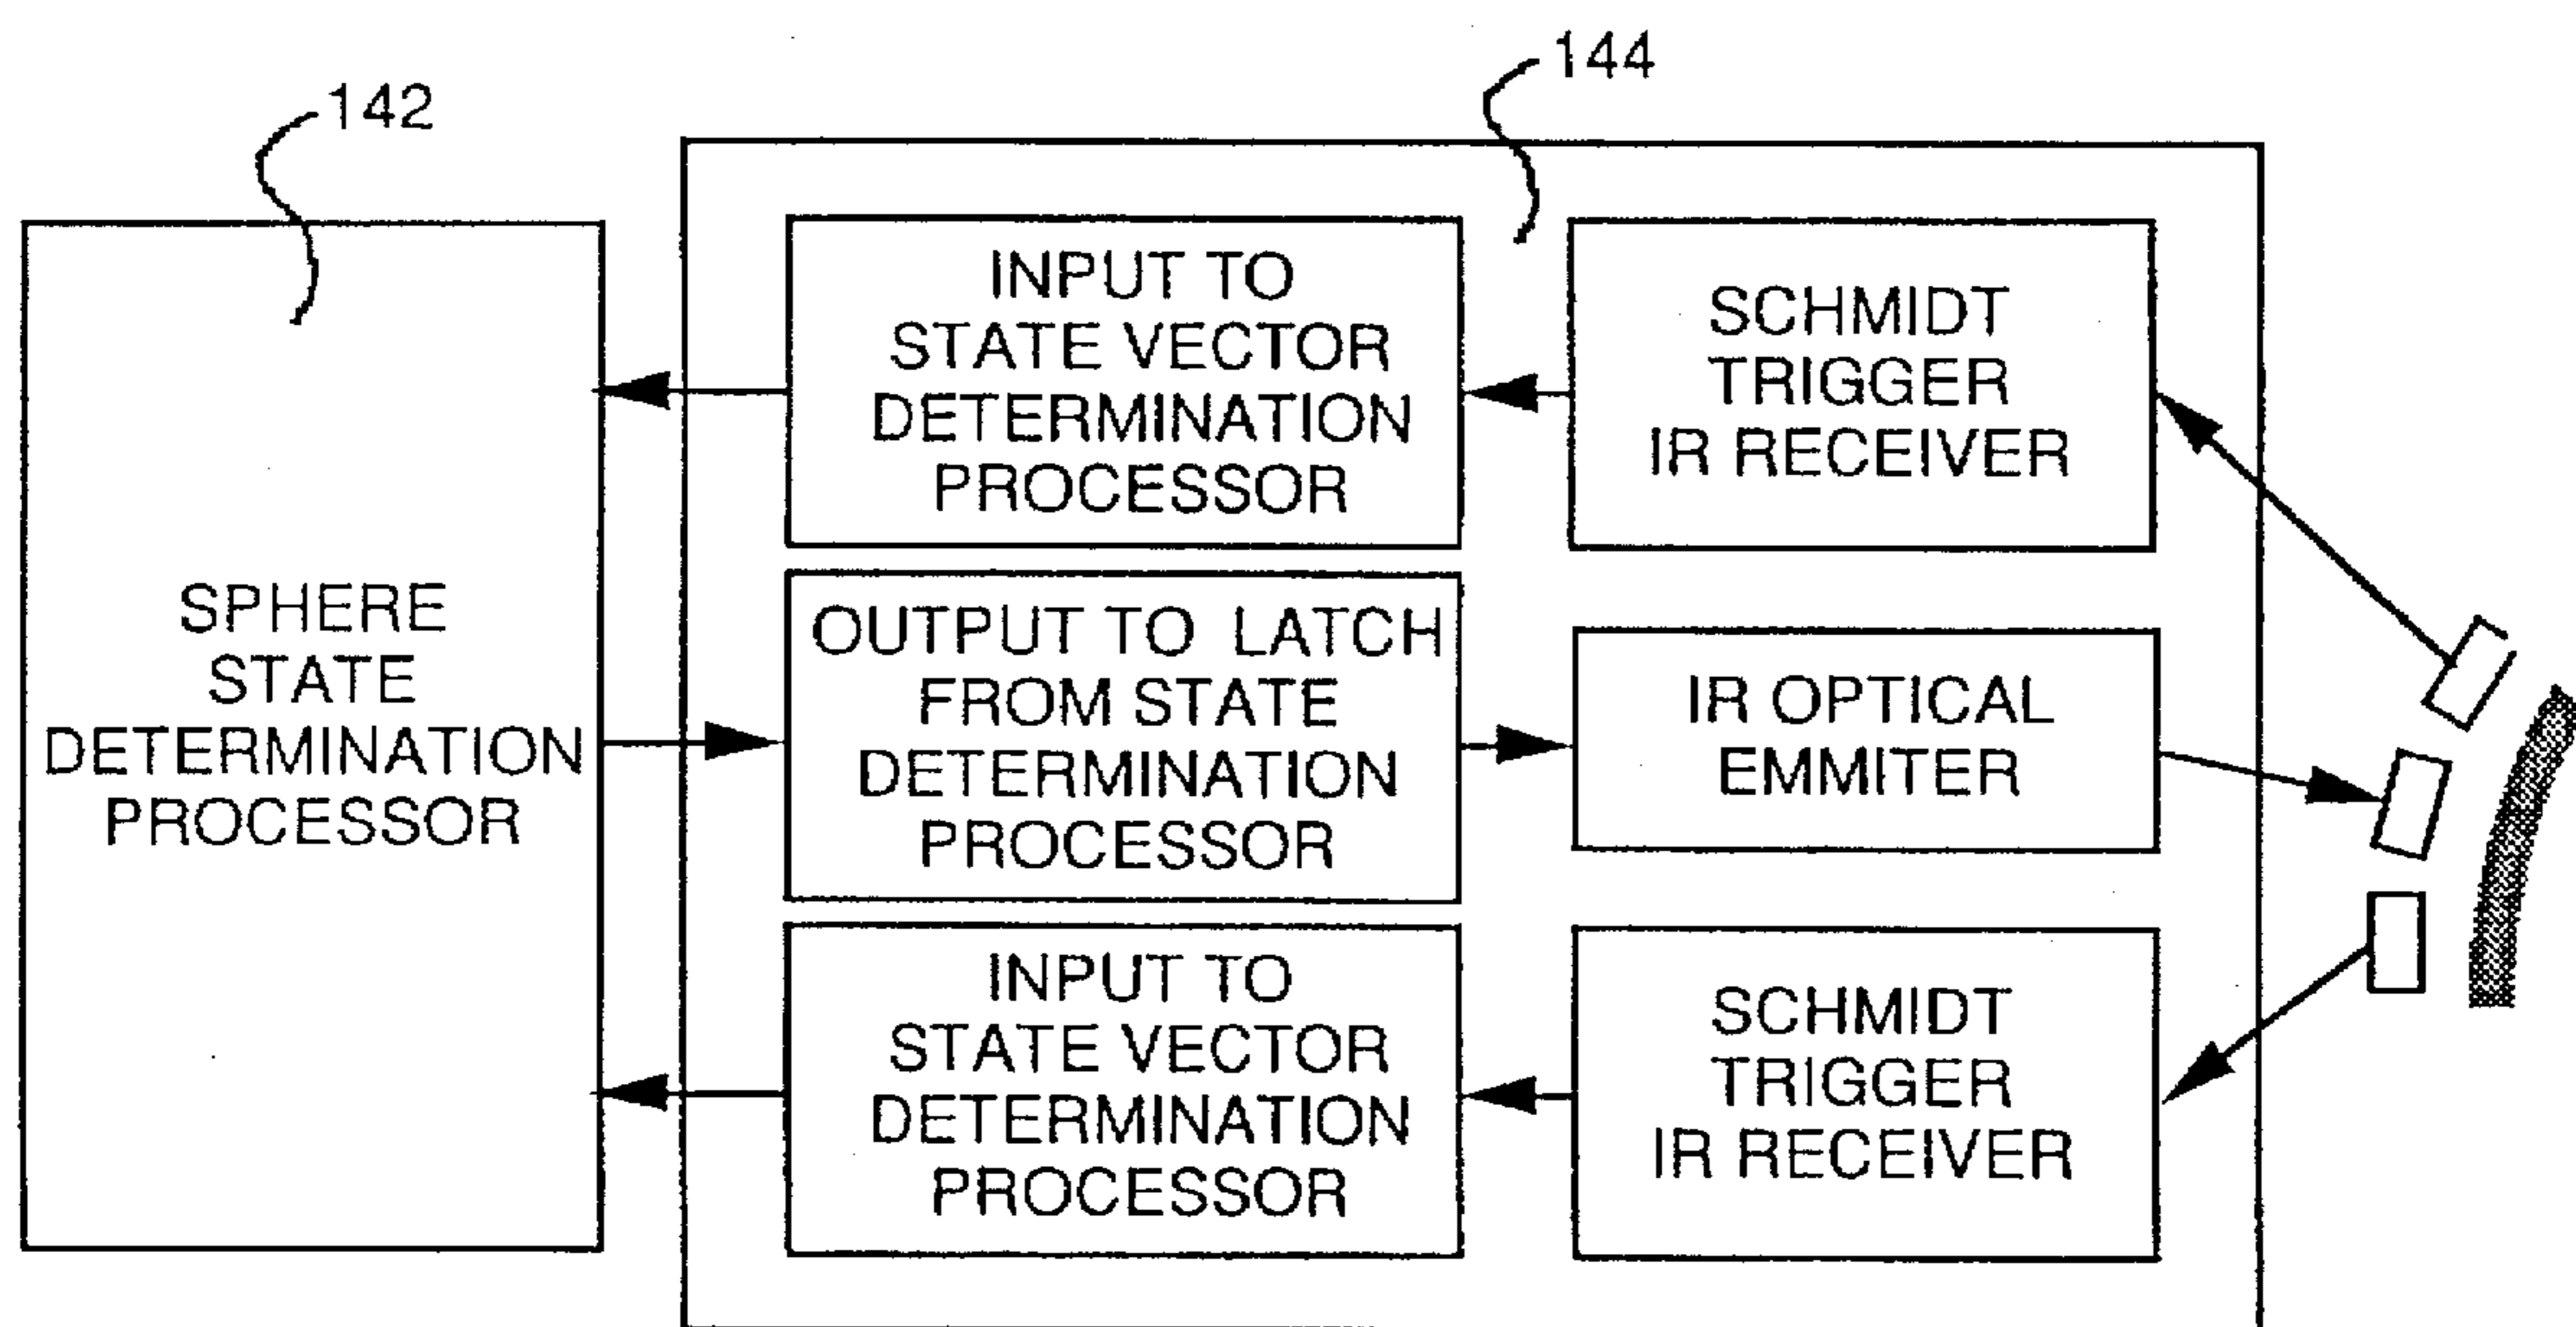 142
144
SPHERE
STATE
DETERMINATION
PROCESSOR
INPUT TO
STATE VECTOR
DETERMINATION
PROCESSOR
SCHMIDT
TRIGGER
IR RECEIVER
OUTPUT TO LATCH
FROM STATE
DETERMINATION
PROCESSOR
IR OPTICAL
EMMITER
INPUT TO
STATE VECTOR
DETERMINATION
PROCESSOR
SCHMIDT
TRIGGER
IR RECEIVER